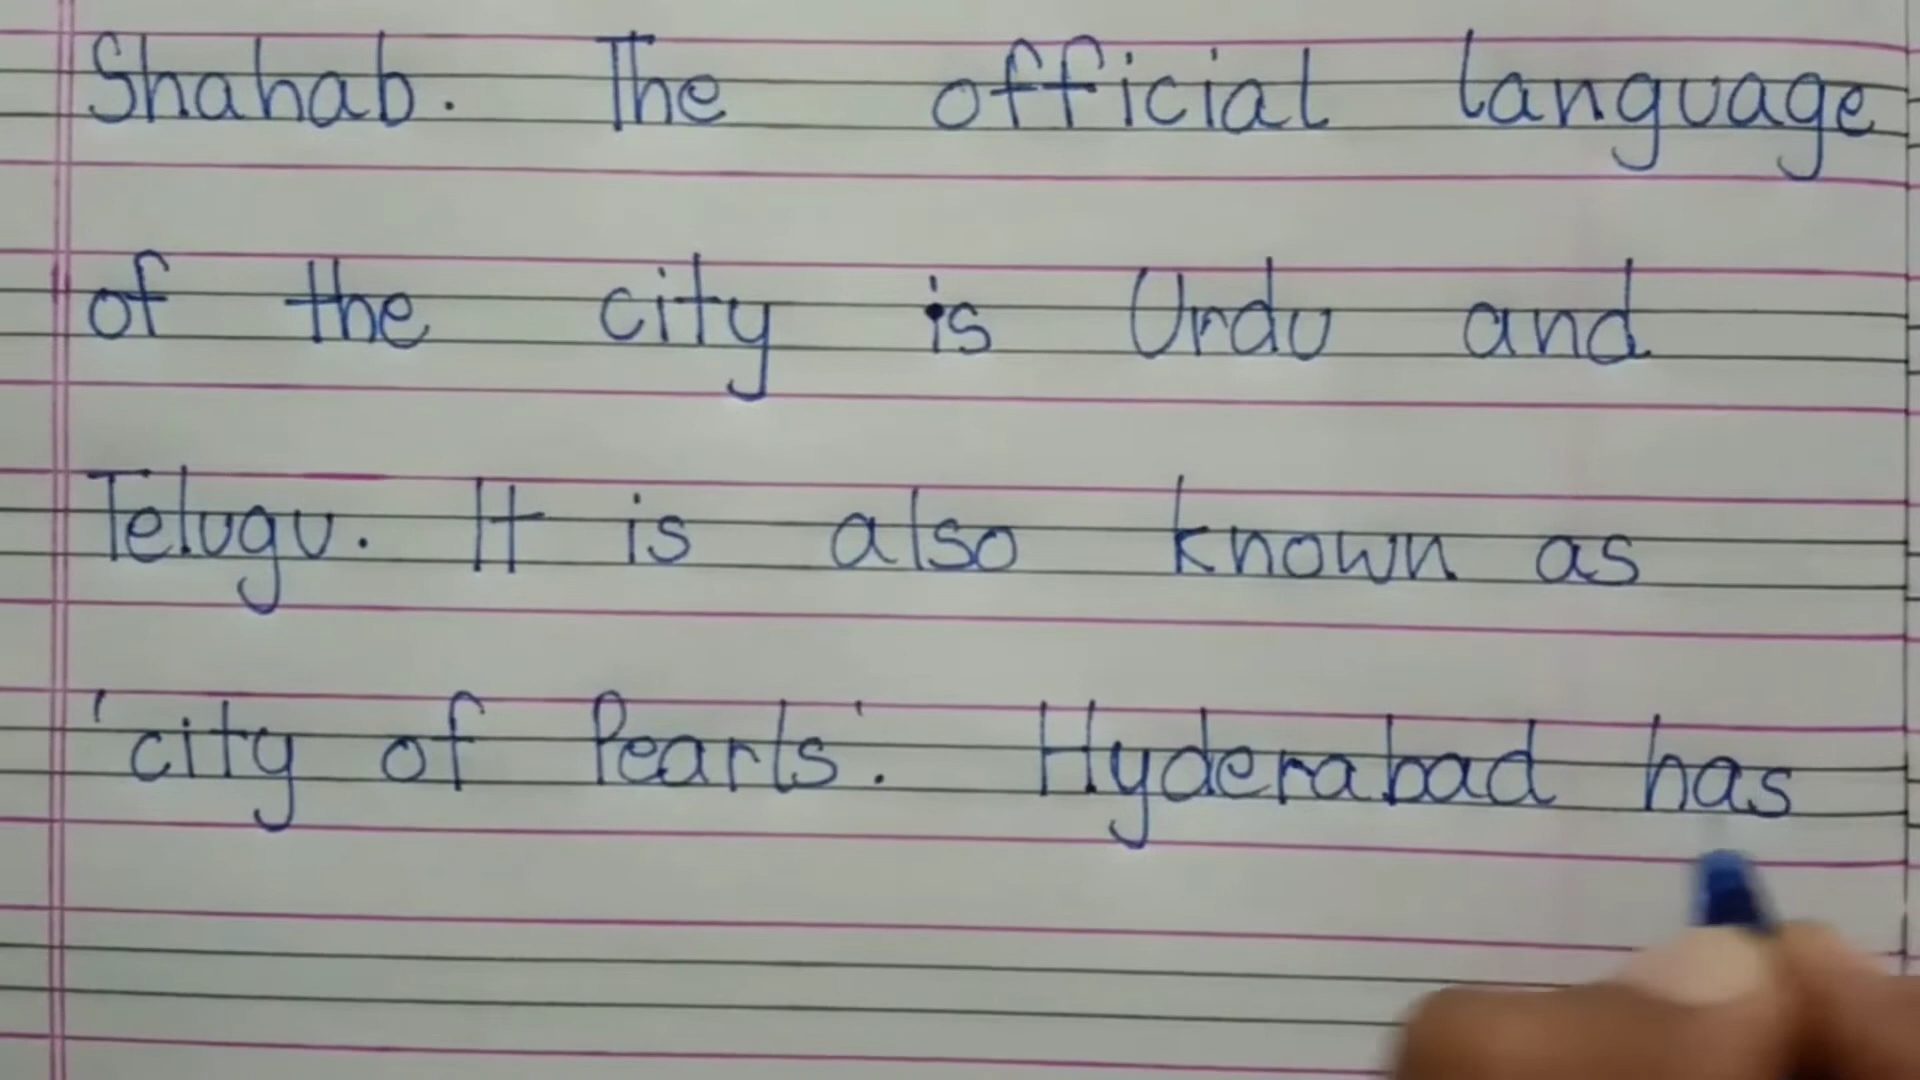 Shahab. The official language
of the city is Urdu and
Telugu. It is also known as
'city of Pearls'. Hyderabad has